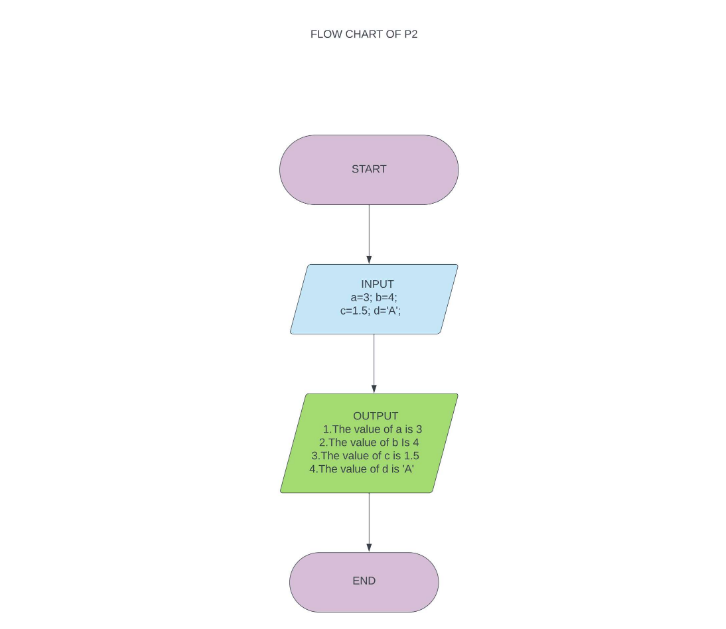 FLOW CHART OF P2
START
INPUT
a=3; b=4;
c=1.5; d='A';
OUTPUT
1.The value of a is 3
2.The value of b Is 4
3.The value of c is 1.5
4.The value of d is 'A'
END